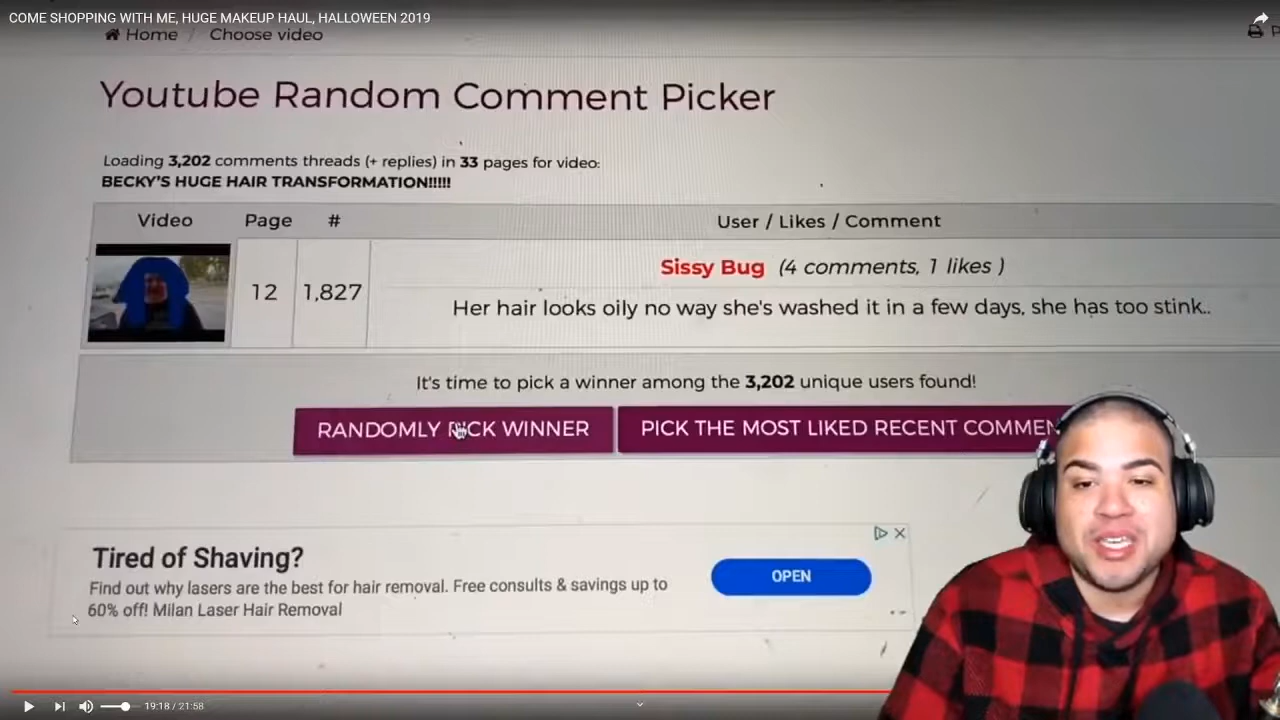 COME SHOPPING WITH ME, HUGE MAKEUP HAUL, HALLOWEEN 2019
Home / Choose video
Youtube Random Comment Picker
Loading 3,202 comments threads (+ replies) in 33 pages for video:
BECKY'S HUGE HAIR TRANSFORMATION!!!!!
Video Page # User / Likes / Comment
Sissy Bug (4 comments, 1 likes )
12 1,827
Her hair looks oily no way she's washed it in a few days, she has too stink..
It's time to pick a winner among the 3,202 unique users found!
RANDOMLY PICK WINNER PICK THE MOST LIKED RECENT COMMEN
Tired of Shaving?
Find out why lasers are the best for hair removal. Free consults & savings up to
60% off! Milan Laser Hair Removal
OPEN
19:18 / 21:58